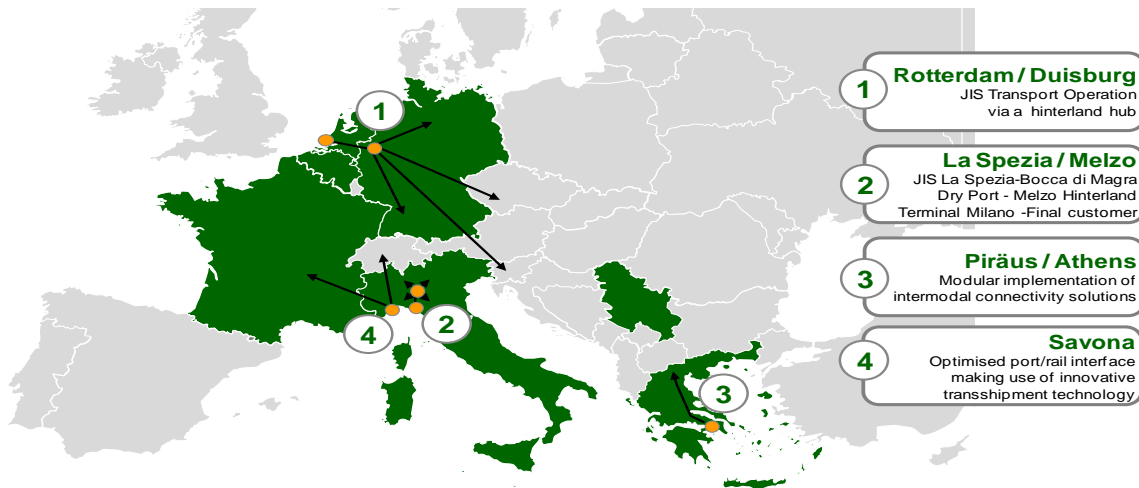 1
Rotterdam / Duisburg
JIS Transport Operation
via a hinterland hub
2
La Spezia / Melzo
JIS La Spezia-Bocca di Magra
Dry Port - Melzo Hinterland
Terminal Milano -Final customer
3
Piräus / Athens
Modular implementation of
intermodal connectivity solutions
4
Savona
Optimised port/rail interface
making use of innovative
transshipment technology
1
4
2
3